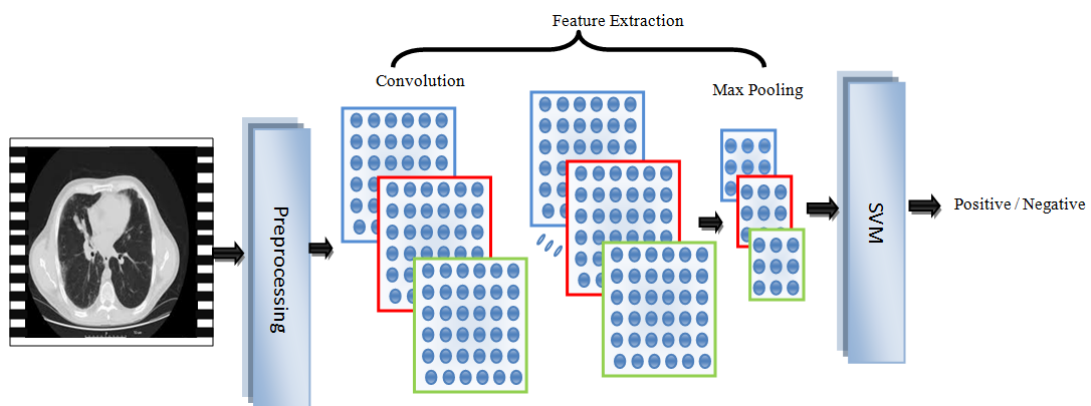 Feature Extraction
Convolution
Max Pooling
Preprocessing
SVM
Positive / Negative